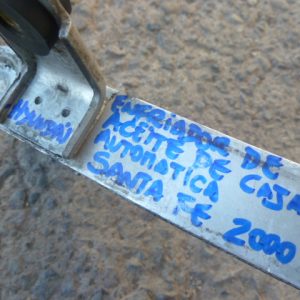 HYUNDAI
ENFRIADOR DE
ACEITE DE CAJA
AUTOMATICA
SANTA FE 2000